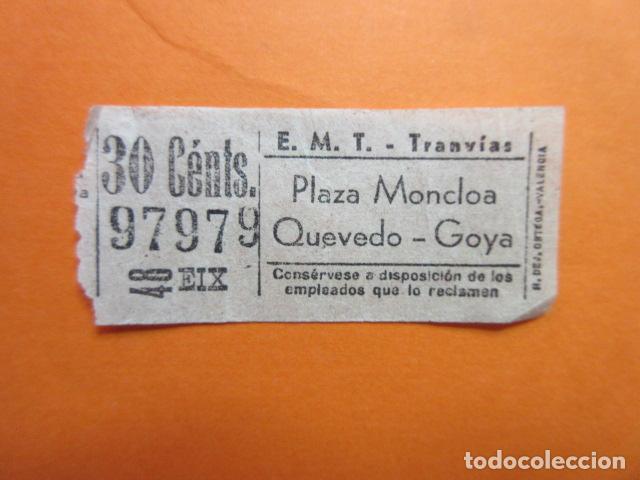 30 Cénts.
97979
48 EIX
E. M. T. - Tranvías
Plaza Moncloa
Quevedo - Goya
Consérvese a disposición de los
empleados que lo reclamen
H. DE J. ORTEGA.-VALENCIA
todocoleccion